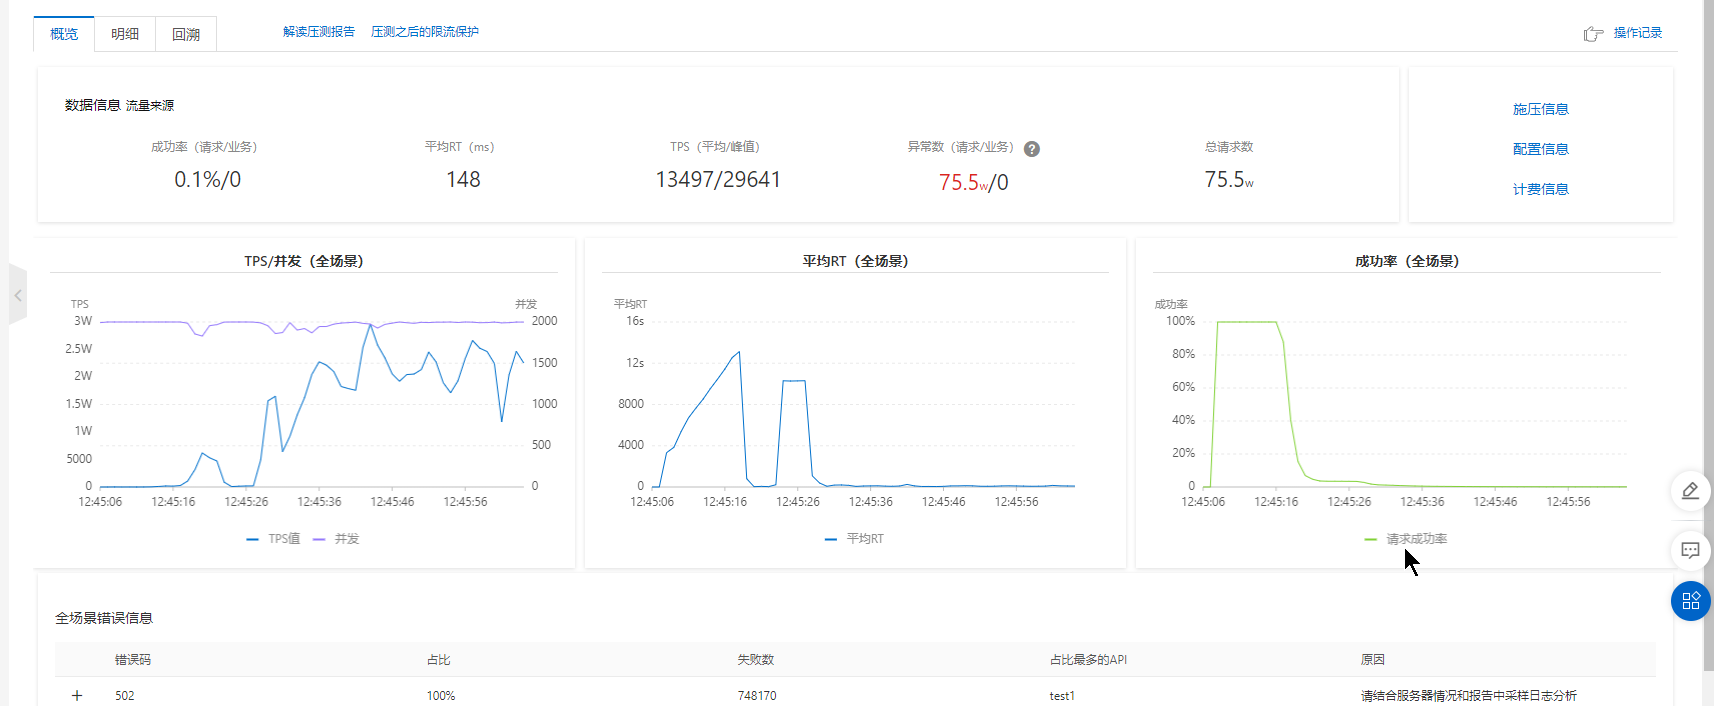 概览 明细 回溯 解读压测报告 压测之后的限流保护 操作记录
数据信息 流量来源
成功率（请求/业务） 平均RT（ms） TPS（平均/峰值） 异常数（请求/业务） ? 总请求数
0.1%/0 148 13497/29641 75.5w/0 75.5w
施压信息
配置信息
计费信息
TPS/并发（全场景）
TPS 并发
3W 2000
2.5W
2W 1500
1.5W 1000
1W
5000 500
0 0
12:45:06 12:45:16 12:45:26 12:45:36 12:45:46 12:45:56
TPS值 并发
平均RT（全场景）
平均RT
16s
12s
8000
4000
0
12:45:06 12:45:16 12:45:26 12:45:36 12:45:46 12:45:56
平均RT
成功率（全场景）
成功率
100%
80%
60%
40%
20%
0
12:45:06 12:45:16 12:45:26 12:45:36 12:45:46 12:45:56
请求成功率
全场景错误信息
错误码 占比 失败数 占比最多的API 原因
+ 502 100% 748170 test1 请结合服务器情况和报告中采样日志分析